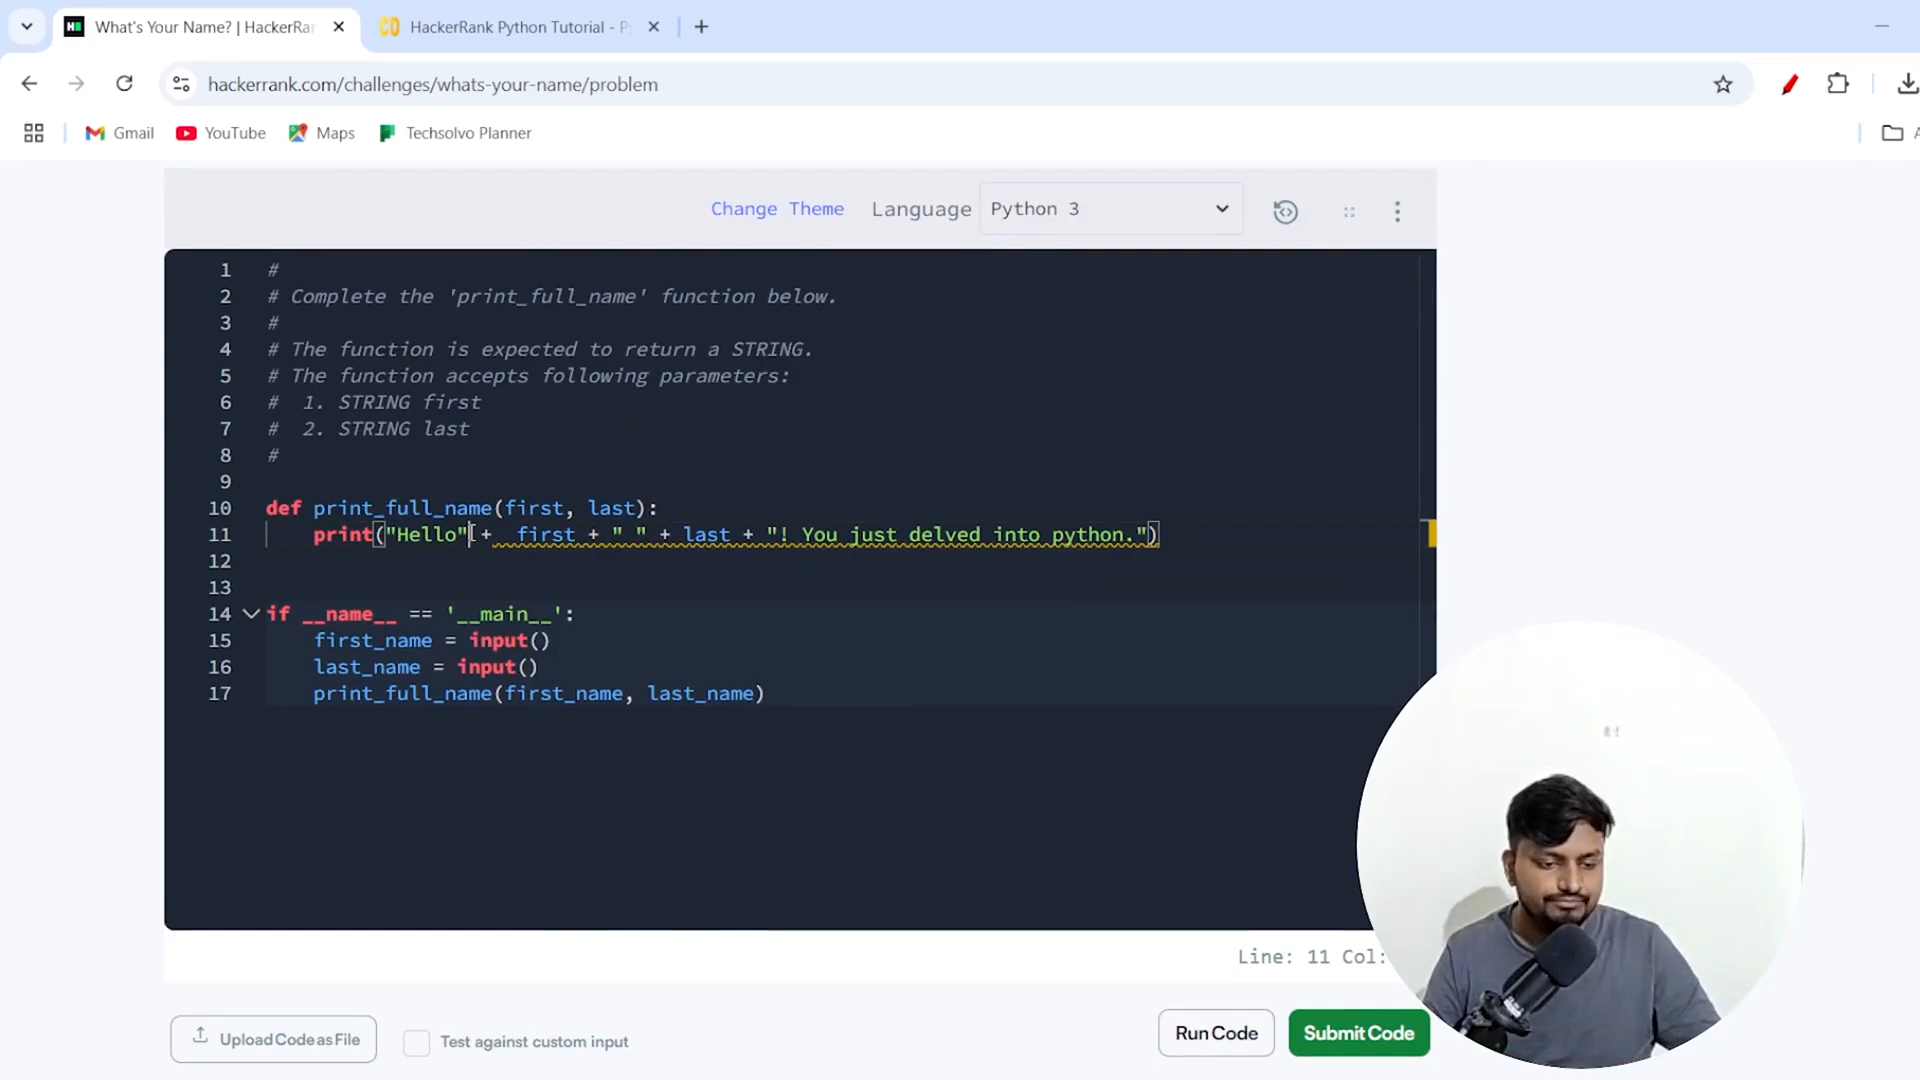 What's Your Name? | HackerRar
HackerRank Python Tutorial - P
hackerrank.com/challenges/whats-your-name/problem
Gmail
YouTube
Maps
Techsolvo Planner
Change Theme
Language
Python 3
1 #
2 # Complete the 'print_full_name' function below.
3 #
4 # The function is expected to return a STRING.
5 # The function accepts following parameters:
6 #  1. STRING first
7 #  2. STRING last
8 #
9
10 def print_full_name(first, last):
11     print("Hello" +  first + " " + last + "! You just delved into python.")
12
13
14 if __name__ == '__main__':
15     first_name = input()
16     last_name = input()
17     print_full_name(first_name, last_name)
Line: 11 Col:
Upload Code as File
Test against custom input
Run Code
Submit Code